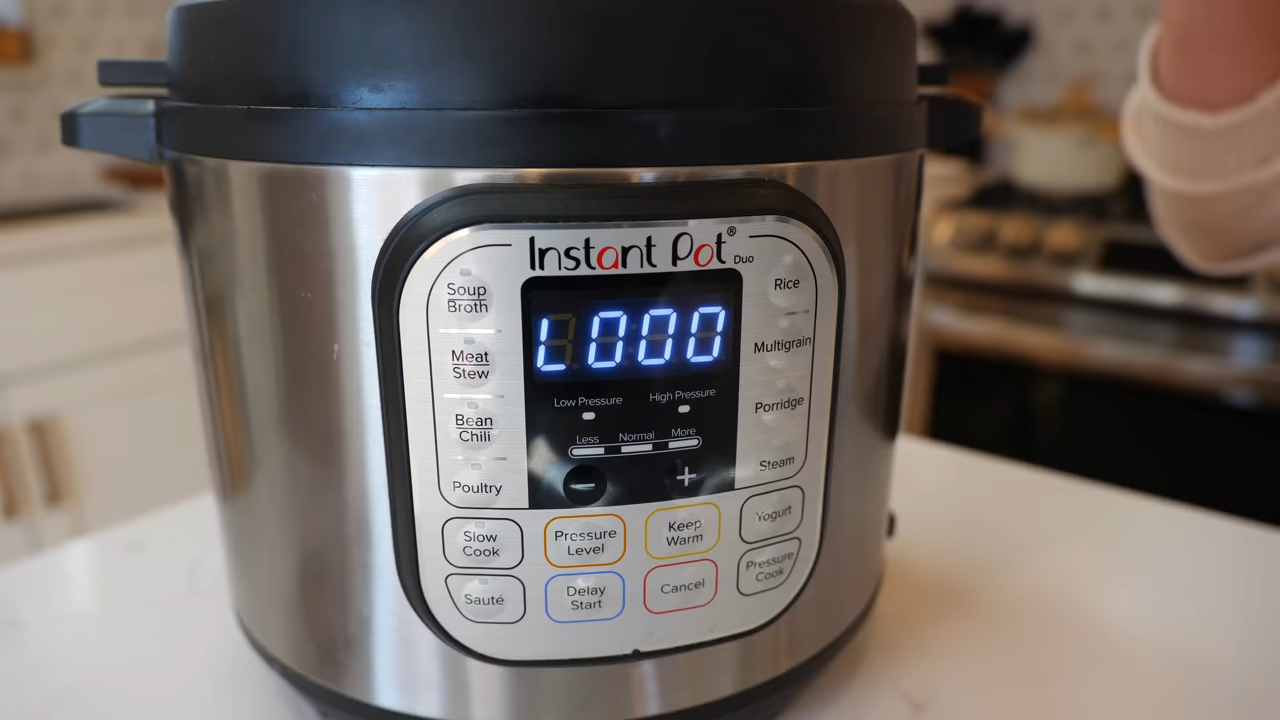 Instant Pot®
Duo
L000
Low Pressure
High Pressure
Less
Normal
More
−
+
Soup
Broth
Meat
Stew
Bean
Chili
Poultry
Rice
Multigrain
Porridge
Steam
Slow
Cook
Pressure
Level
Keep
Warm
Yogurt
Sauté
Delay
Start
Cancel
Pressure
Cook